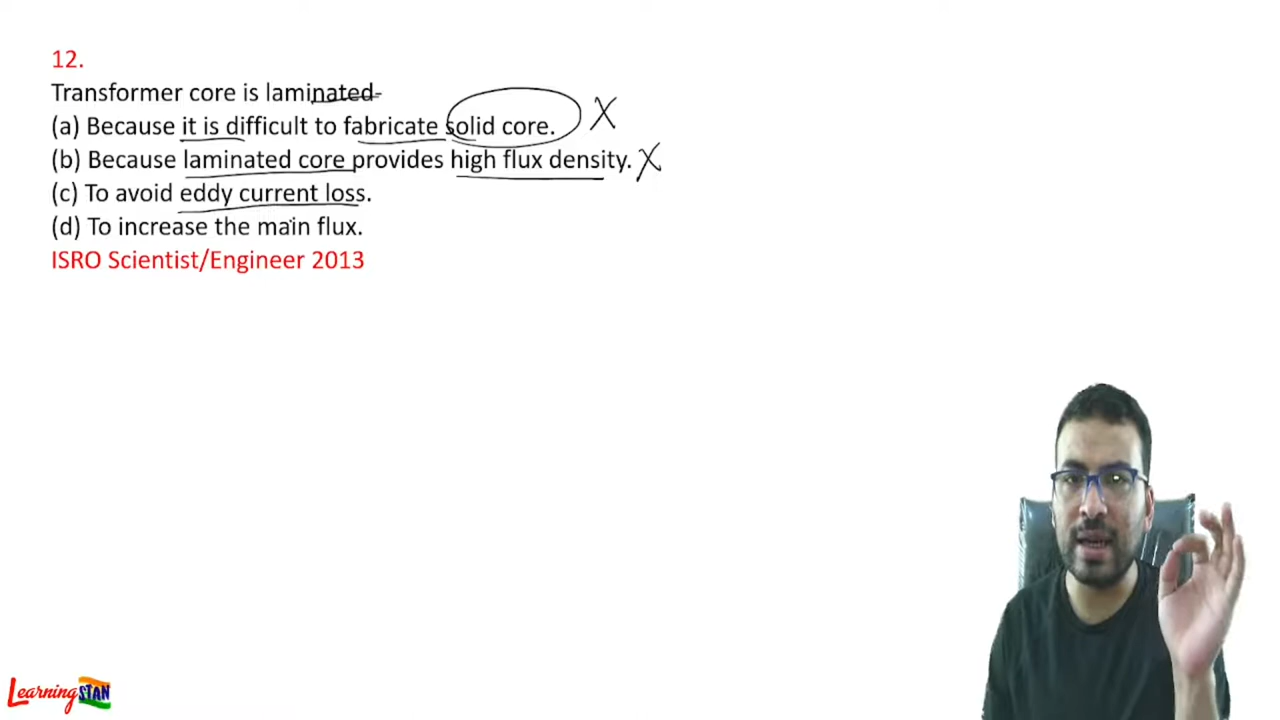 12.
Transformer core is laminated-
(a) Because it is difficult to fabricate solid core. X
(b) Because laminated core provides high flux density. X
(c) To avoid eddy current loss.
(d) To increase the main flux.
ISRO Scientist/Engineer 2013
LearningSTAN